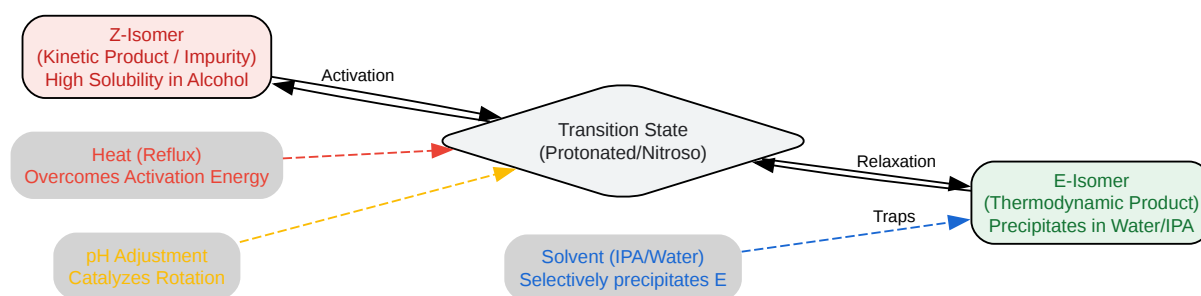 Z-Isomer
(Kinetic Product / Impurity)
High Solubility in Alcohol
Activation
Transition State
(Protonated/Nitroso)
Heat (Reflux)
Overcomes Activation Energy
Relaxation
E-Isomer
(Thermodynamic Product)
Precipitates in Water/IPA
Traps
pH Adjustment
Catalyzes Rotation
Solvent (IPA/Water)
Selectively precipitates E